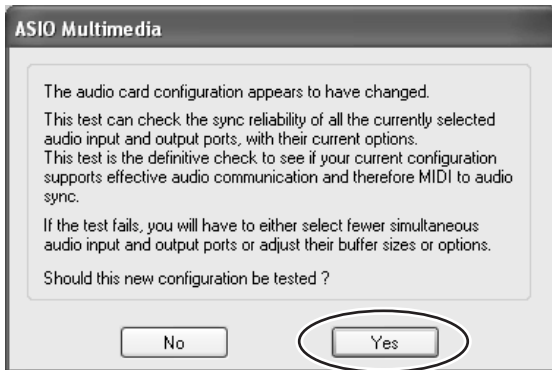 ASIO Multimedia
The audio card configuration appears to have changed.
This test can check the sync reliability of all the currently selected
audio input and output ports, with their current options.
This test is the definitive check to see if your current configuration
supports effective audio communication and therefore MIDI to audio
sync.
If the test fails, you will have to either select fewer simultaneous
audio input and output ports or adjust their buffer sizes or options.
Should this new configuration be tested ?
No
Yes